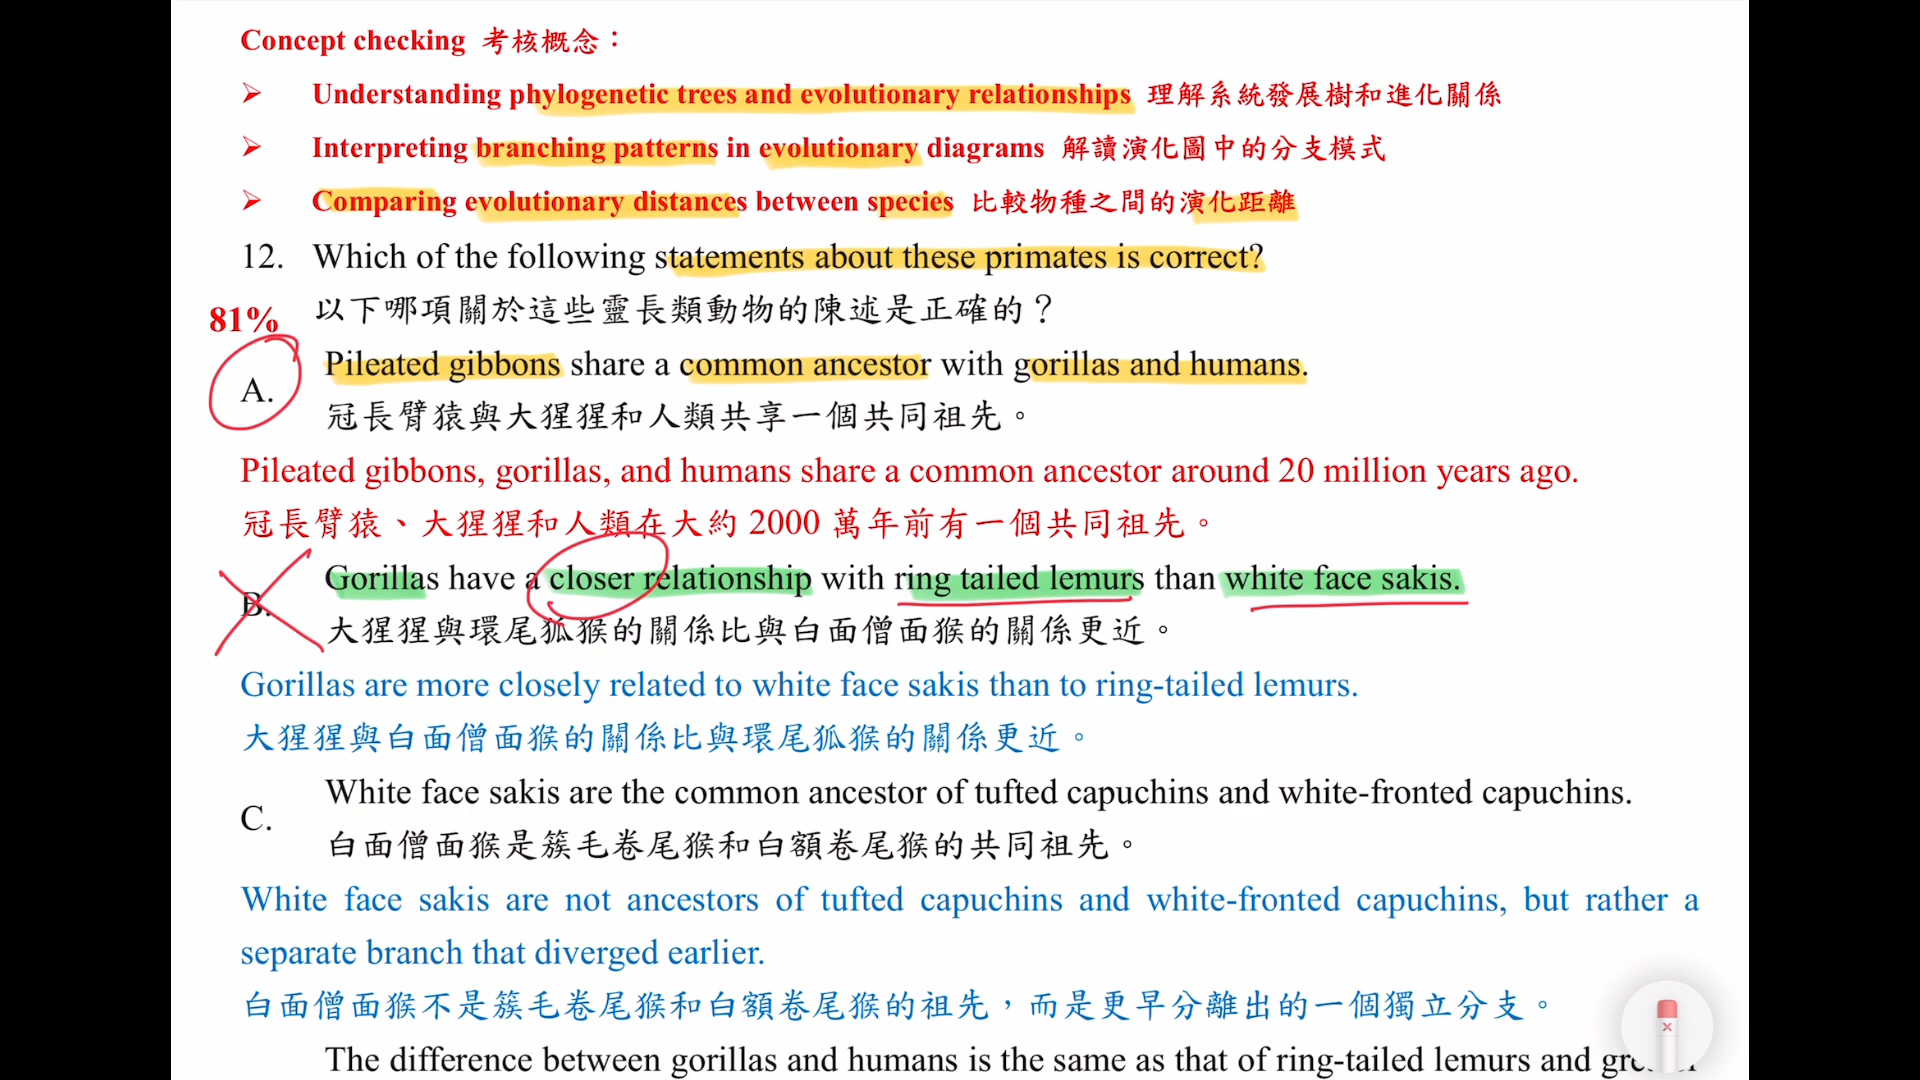 Concept checking 考核概念：
➢ Understanding phylogenetic trees and evolutionary relationships 理解系統發展樹和進化關係
➢ Interpreting branching patterns in evolutionary diagrams 解讀演化圖中的分支模式
➢ Comparing evolutionary distances between species 比較物種之間的演化距離
12. Which of the following statements about these primates is correct?
以下哪項關於這些靈長類動物的陳述是正確的？
81%
A. Pileated gibbons share a common ancestor with gorillas and humans.
冠長臂猿與大猩猩和人類共享一個共同祖先。
Pileated gibbons, gorillas, and humans share a common ancestor around 20 million years ago.
冠長臂猿、大猩猩和人類在大約 2000 萬年前有一個共同祖先。
B. Gorillas have a closer relationship with ring tailed lemurs than white face sakis.
大猩猩與環尾狐猴的關係比與白面僧面猴的關係更近。
Gorillas are more closely related to white face sakis than to ring-tailed lemurs.
大猩猩與白面僧面猴的關係比與環尾狐猴的關係更近。
C. White face sakis are the common ancestor of tufted capuchins and white-fronted capuchins.
白面僧面猴是簇毛卷尾猴和白額卷尾猴的共同祖先。
White face sakis are not ancestors of tufted capuchins and white-fronted capuchins, but rather a
separate branch that diverged earlier.
白面僧面猴不是簇毛卷尾猴和白額卷尾猴的祖先，而是更早分離出的一個獨立分支。
The difference between gorillas and humans is the same as that of ring-tailed lemurs and